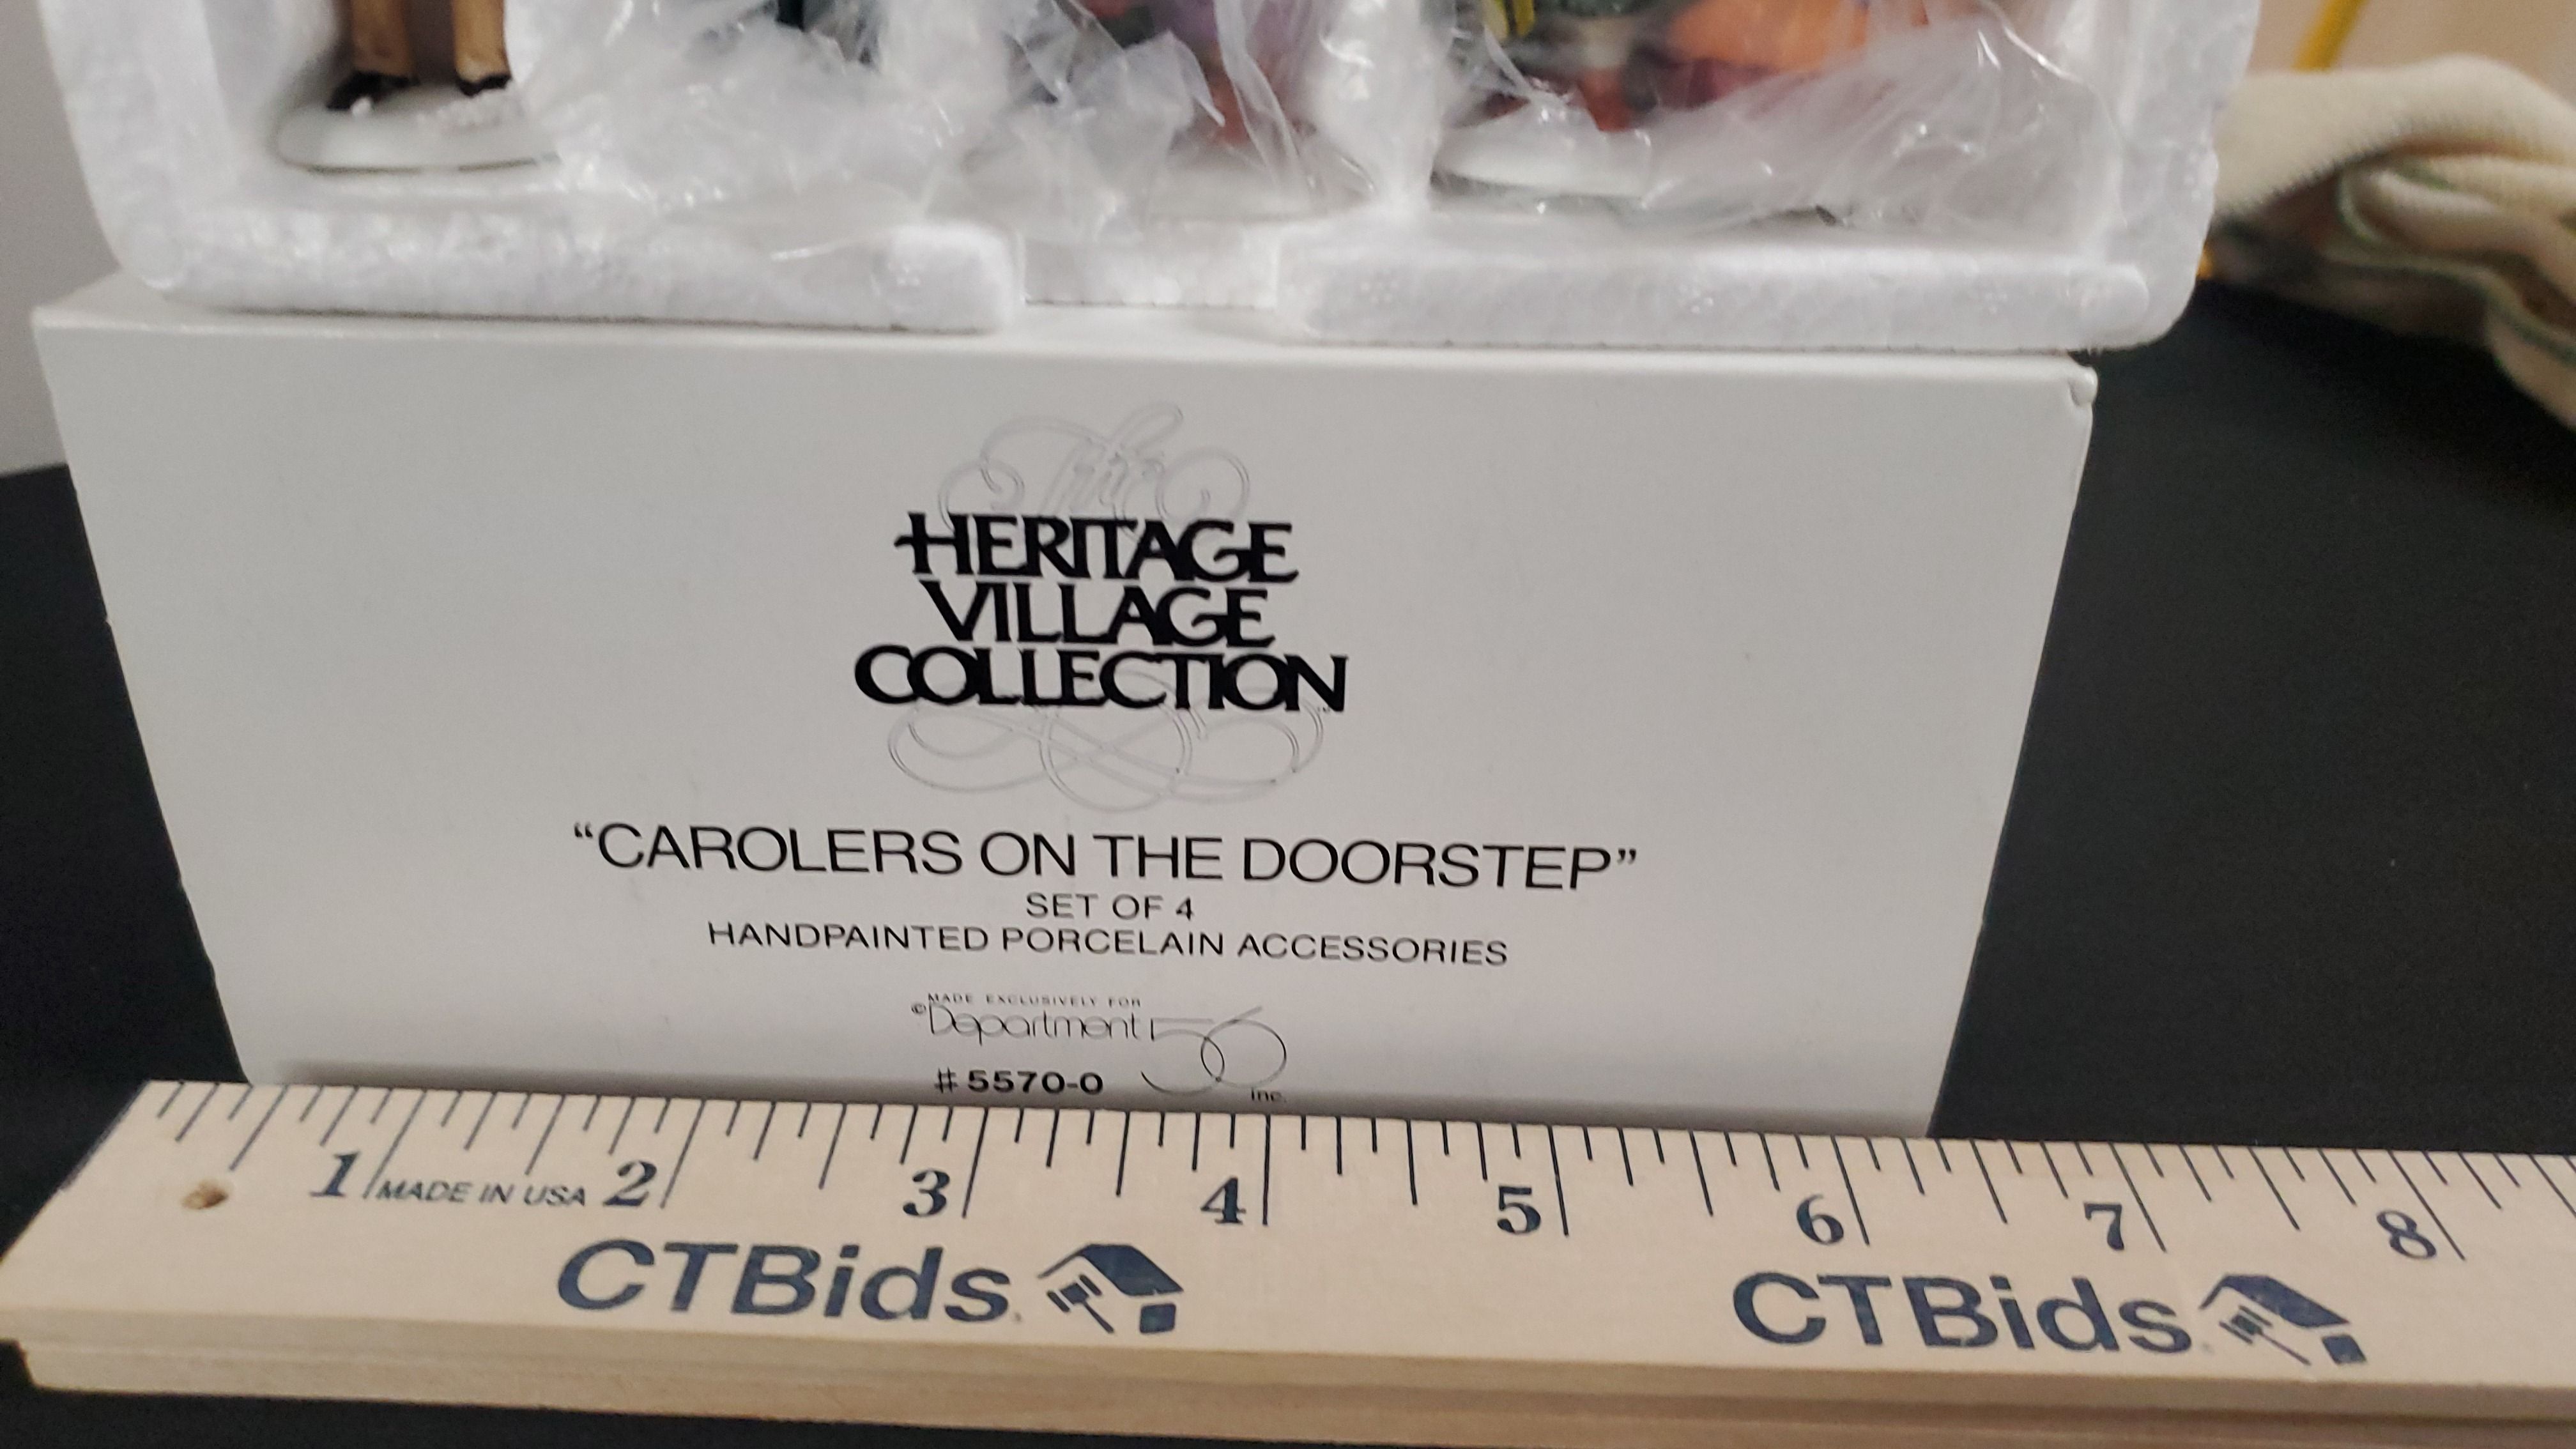 The
HERITAGE
VILLAGE
COLLECTION
™
“CAROLERS ON THE DOORSTEP”
SET OF 4
HANDPAINTED PORCELAIN ACCESSORIES
MADE EXCLUSIVELY FOR
©Department 56
#5570-0 Inc.
1 MADE IN USA 2 3 4 5 6 7 8
CTBids CTBids